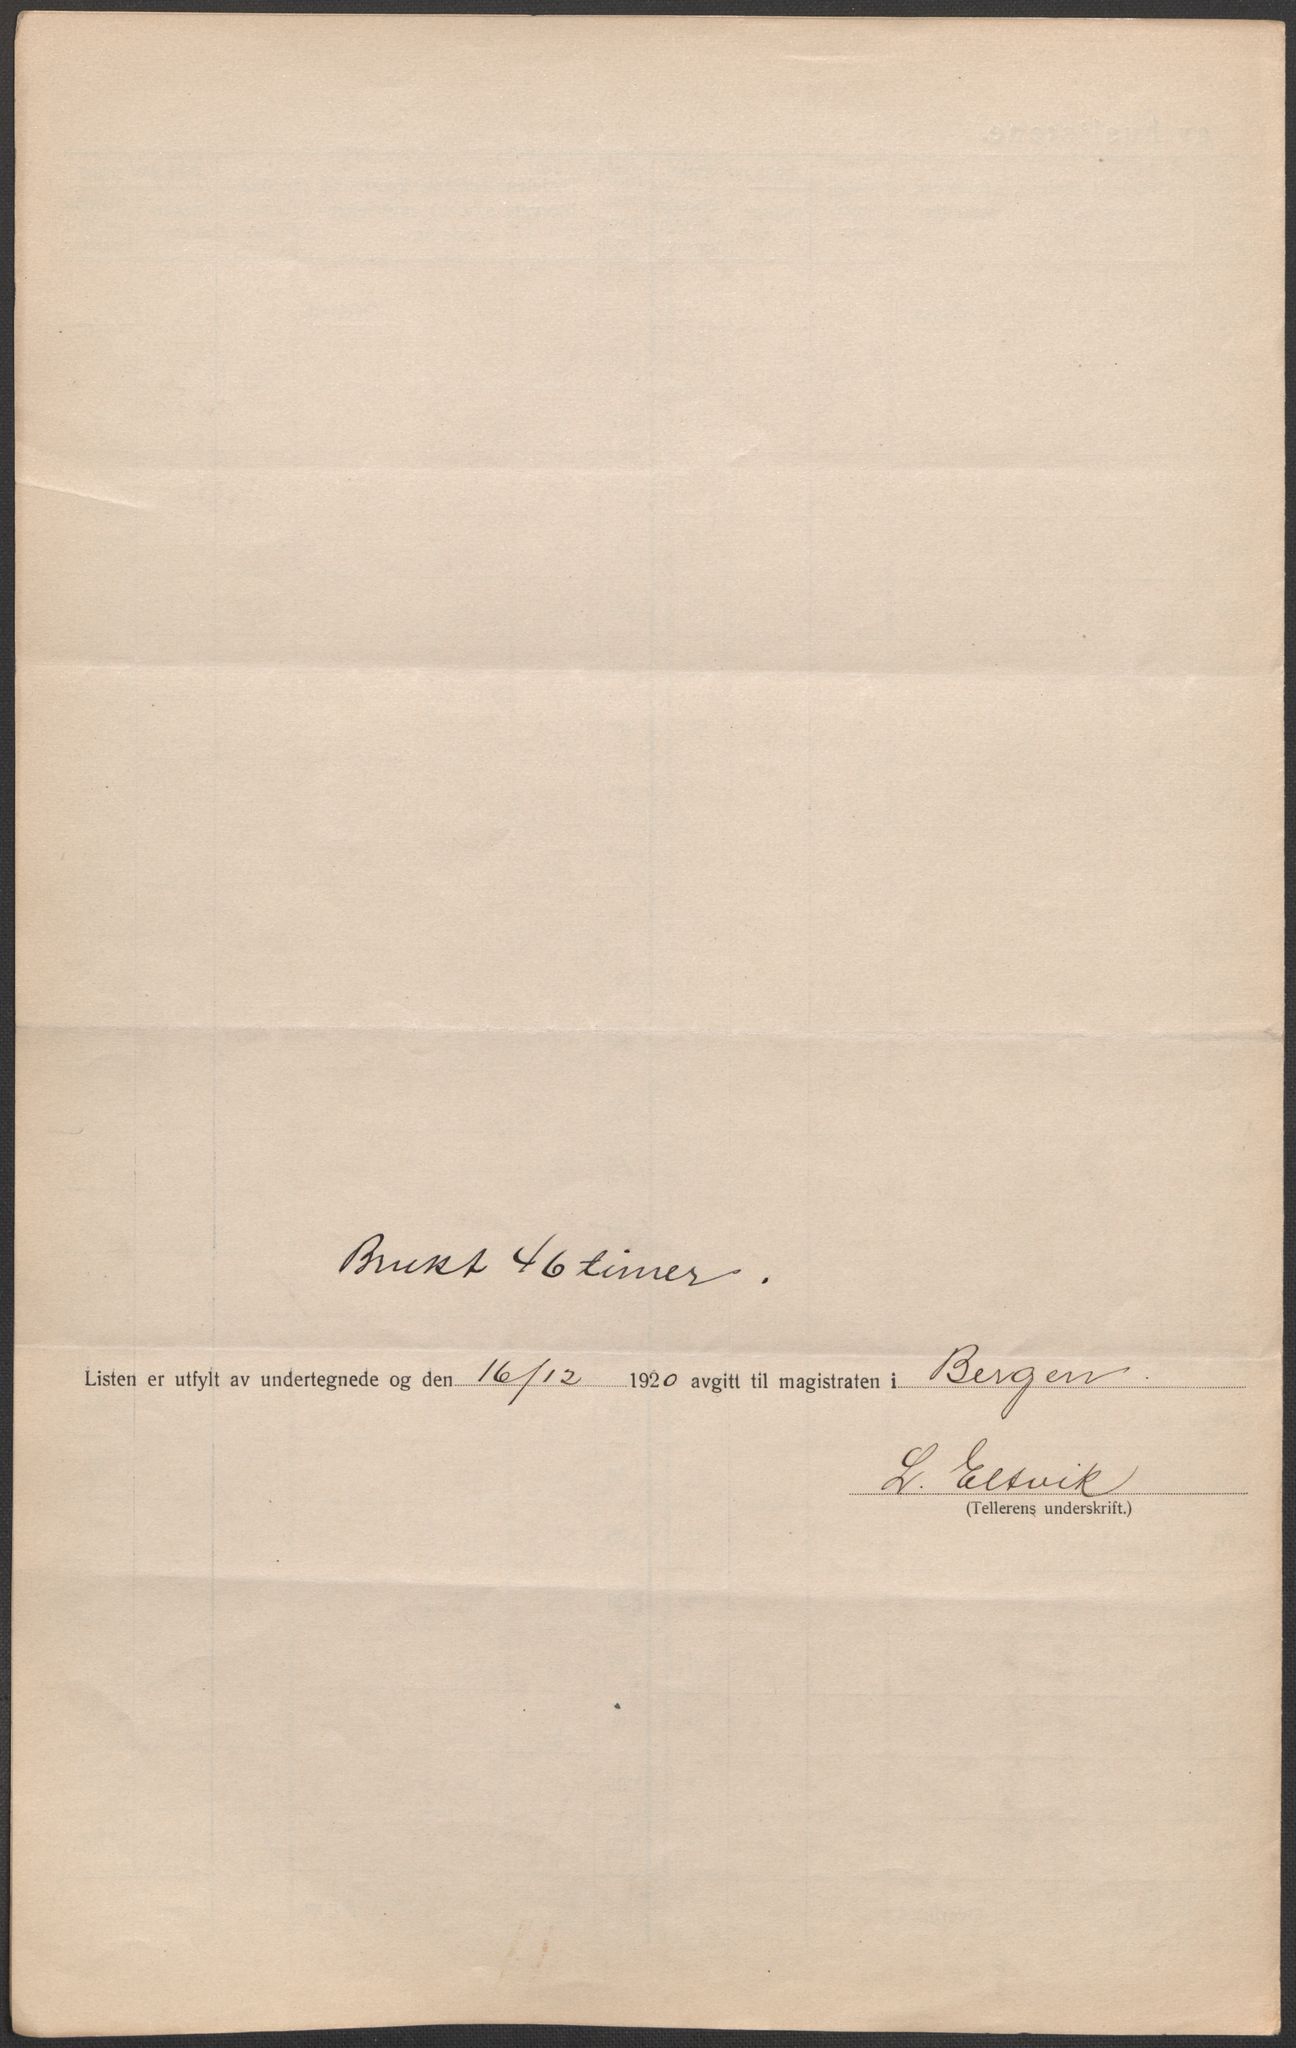 Brukt 46 timer.
Listen er utfylt av undertegnede og den 16/12 1920 avgitt til magistraten i Bergen.
L. Eltvik
(Tellerens underskrift.)